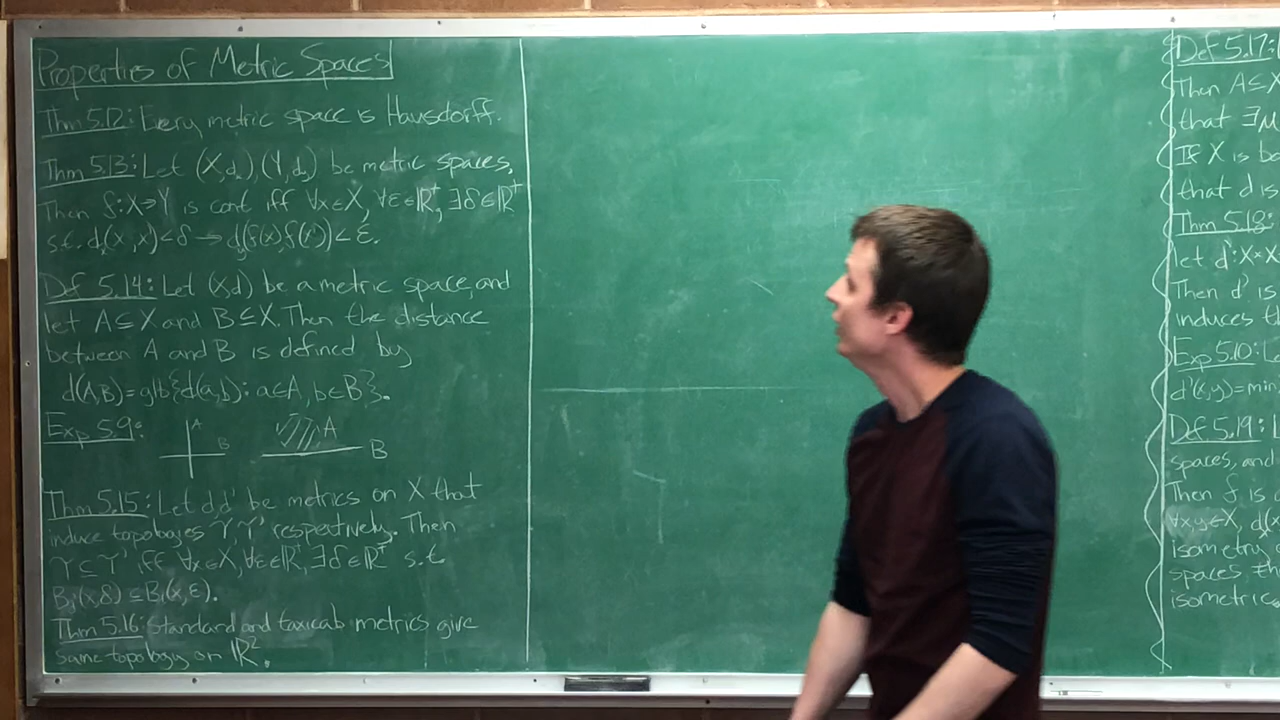 Properties of Metric Spaces
Thm 5.12: Every metric space is Hausdorff.
Thm 5.13: Let (X,dₓ),(Y,dᵧ) be metric spaces.
Then f:X→Y is cont iff ∀x∈X, ∀ε∈ℝ⁺, ∃δ∈ℝ⁺
s.t. dₓ(x,x')<δ → dᵧ(f(x),f(x'))<ε.
Def 5.14: Let (X,d) be a metric space, and
let A⊆X and B⊆X. Then the distance
between A and B is defined by
d(A,B)=glb{d(a,b): a∈A, b∈B}.
Exp 5.9: A B A B
Thm 5.15: Let d,d' be metrics on X that
induce topologies Υ,Υ' respectively. Then
Υ⊆Υ' iff ∀x∈X, ∀ε∈ℝ⁺, ∃δ∈ℝ⁺ s.t.
B_d'(x,δ)⊆B_d(x,ε).
Thm 5.16: Standard and taxicab metrics give
same topology on ℝ².
Def 5.17:
Then A⊆X
that ∃M
If X is be
that d is
Thm 5.18:
let d':X×X
Then d' is
induces th
Exp 5.10: L
d'(x,y)=min
Def 5.19: L
spaces, and
Then f is
∀x,y∈X, d(x
isometry
spaces th
isometric